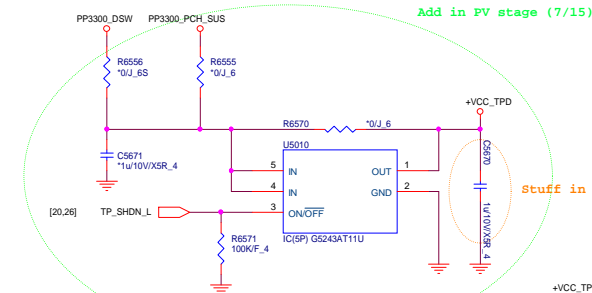 Add in PV stage (7/15)
PP3300_DSW
PP3300_PCH_SUS
R6556
*0/J_6S
R6555
*0/J_6
+VCC_TPD
R6570
*0/J_6
U5010
C5671
*1u/10V/X5R_4
5
IN
OUT
1
4
IN
GND
2
3
ON/OFF
C5670
1u/10V/X5R_4
Stuff in
[20,26]
TP_SHDN_L
R6571
100K/F_4
IC(5P) G5243AT11U
+VCC_TP